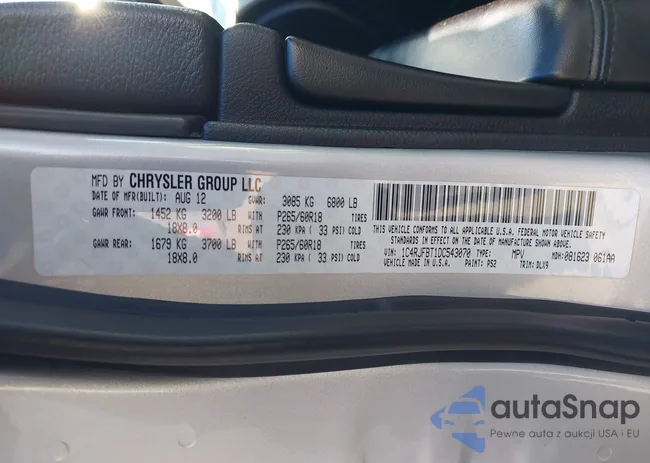 MFD BY CHRYSLER GROUP LLC
DATE OF MFR(BUILT): AUG 12 GVWR: 3085 KG 6800 LB
GAWR FRONT: 1452 KG 3200 LB WITH P265/60R18 TIRES
18X8.0 RIMS AT 230 KPA ( 33 PSI) COLD
GAWR REAR: 1679 KG 3700 LB WITH P265/60R18 TIRES
18X8.0 RIMS AT 230 KPA ( 33 PSI) COLD
THIS VEHICLE CONFORMS TO ALL APPLICABLE U.S.A. FEDERAL MOTOR VEHICLE SAFETY
STANDARDS IN EFFECT ON THE DATE OF MANUFACTURE SHOWN ABOVE.
VIN: 1C4RJFBT1DC543070 TYPE: MPV MDH: 081623 061AA
VEHICLE MADE IN U.S.A. PAINT: PS2 TRIM: DLX9
autaSnap
Pewne auta z aukcji USA i EU